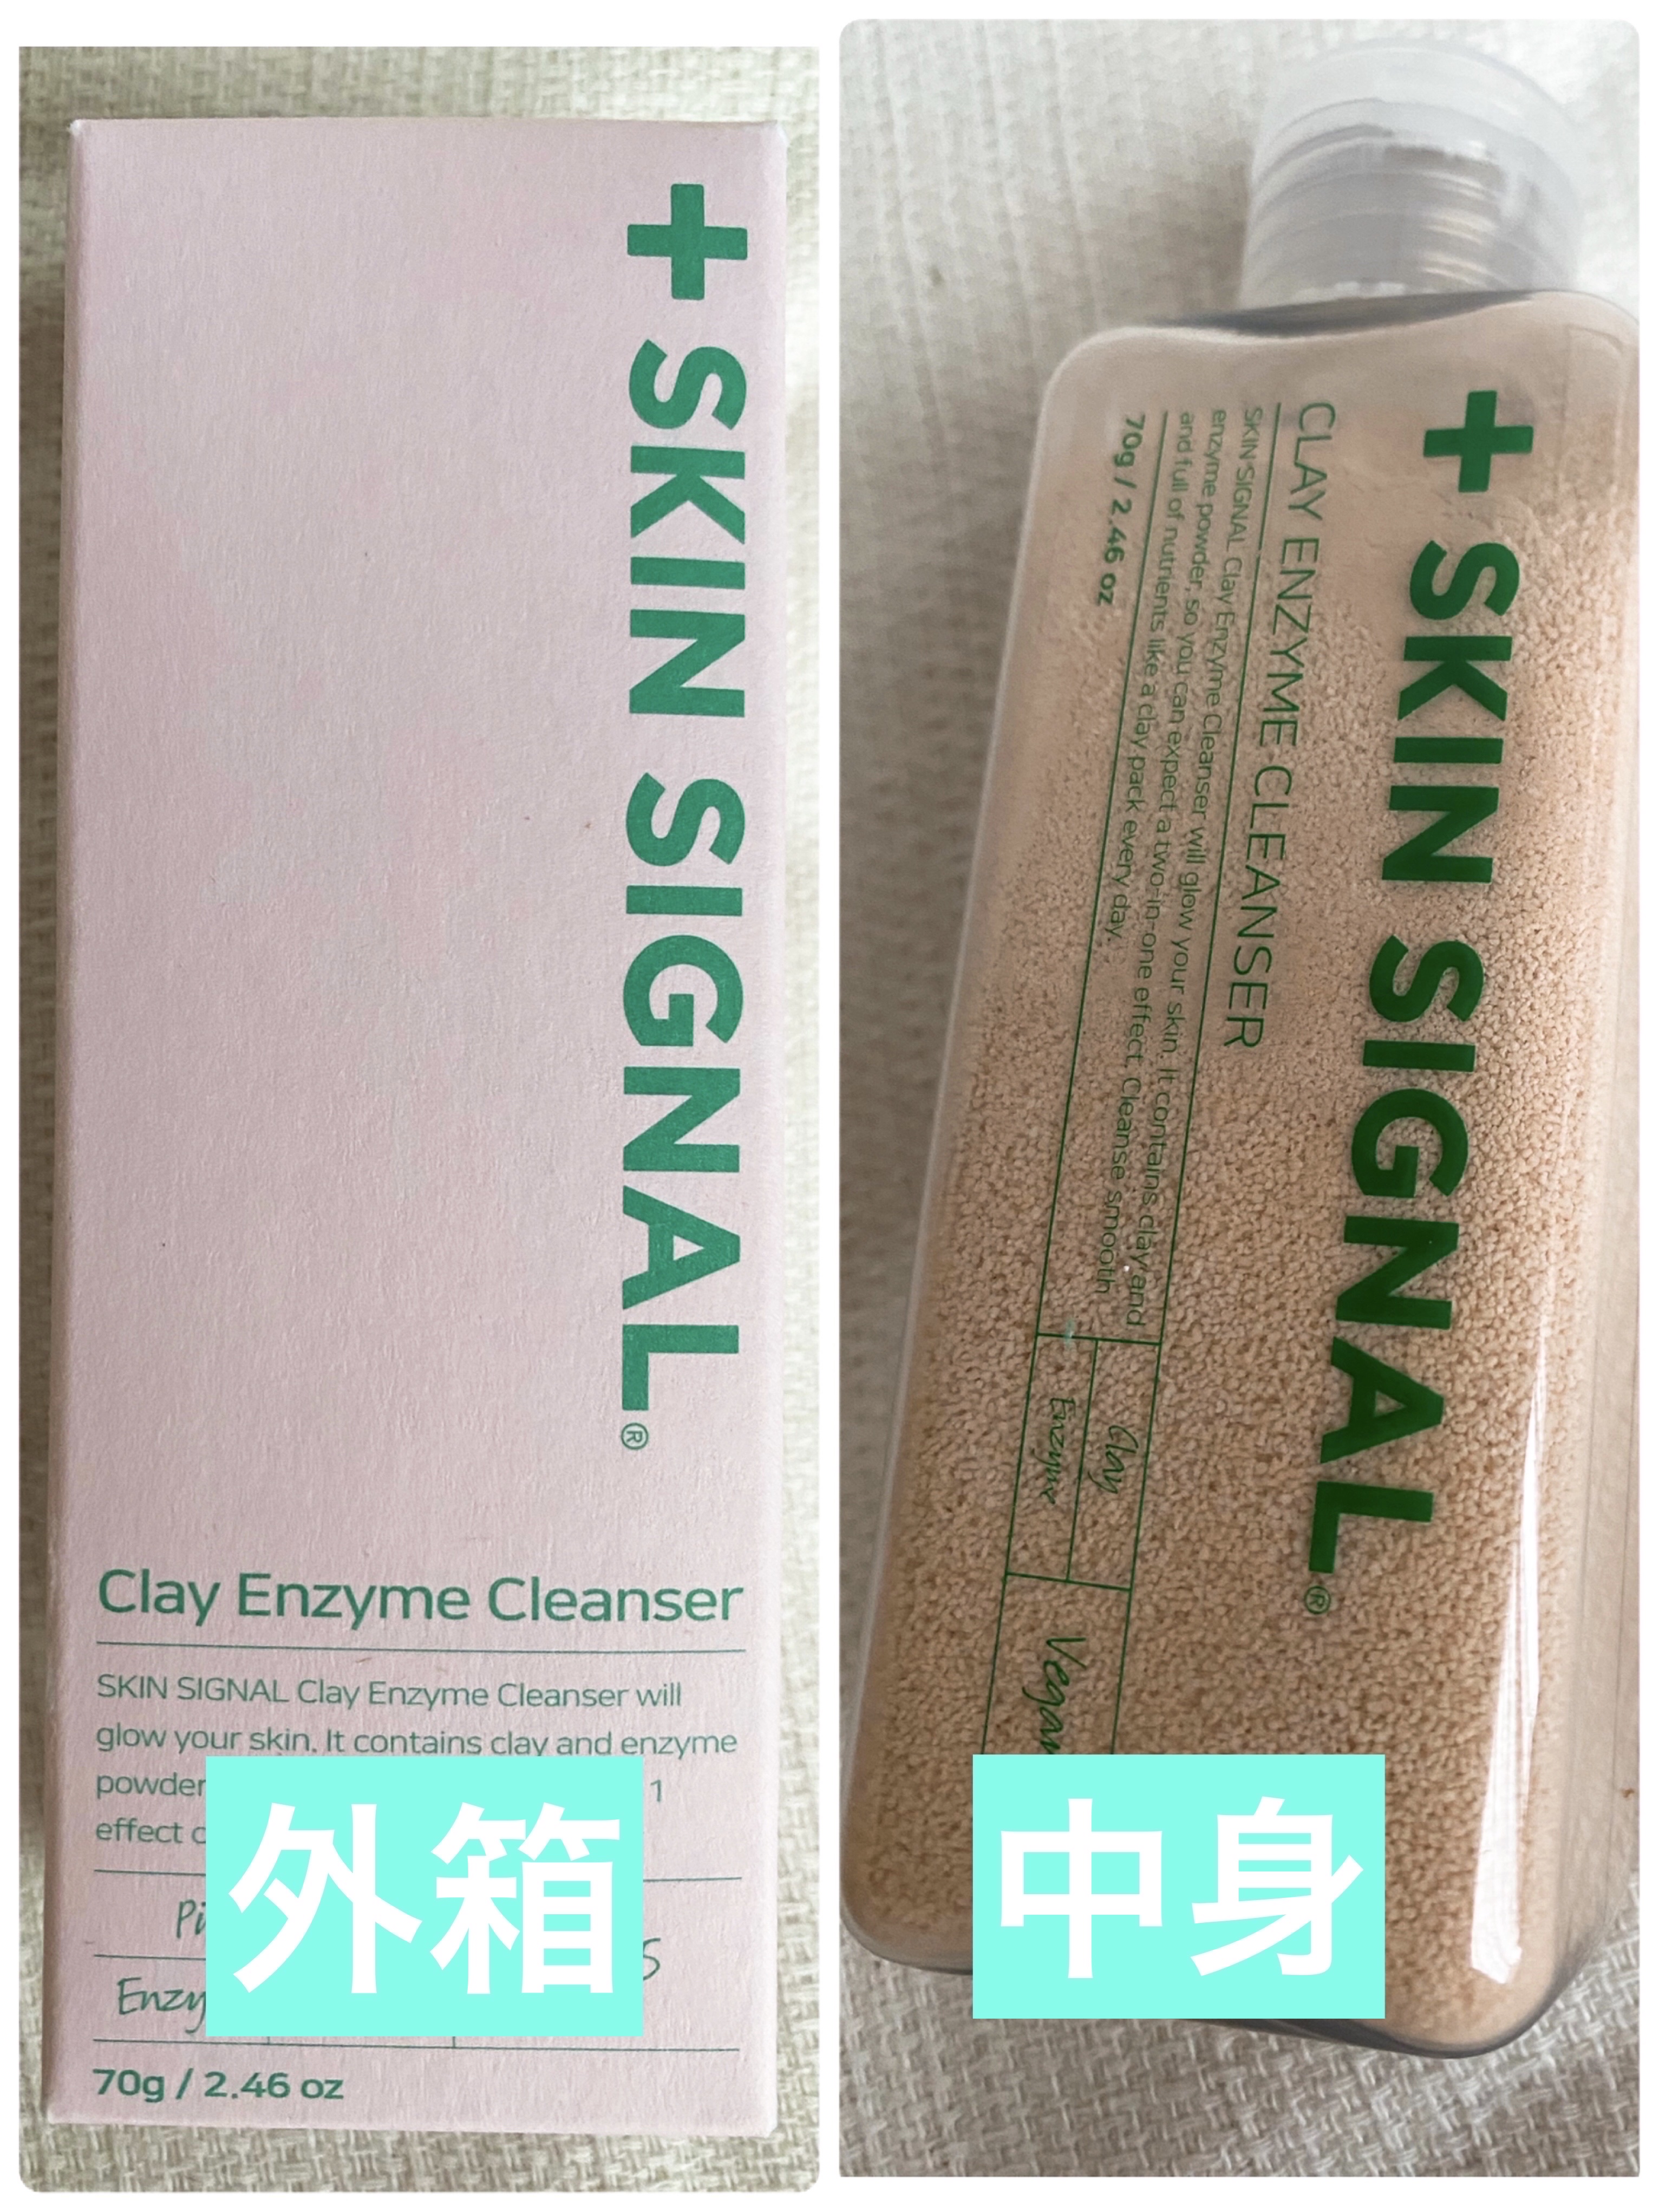 + SKIN SIGNAL®
Clay Enzyme Cleanser
SKIN SIGNAL Clay Enzyme Cleanser will
glow your skin. It contains clay and enzyme
powder 1
effect
70g / 2.46 oz
外箱
+ SKIN SIGNAL®
CLAY ENZYME CLEANSER
SKIN SIGNAL Clay Enzyme Cleanser will glow your skin. It contains clay and
enzyme powder, so you can expect a two-in-one effect. Cleanse smooth
and full of nutrients like a clay pack every day.
70g / 2.46 oz
Clay
Enzyme
Vegan
中身